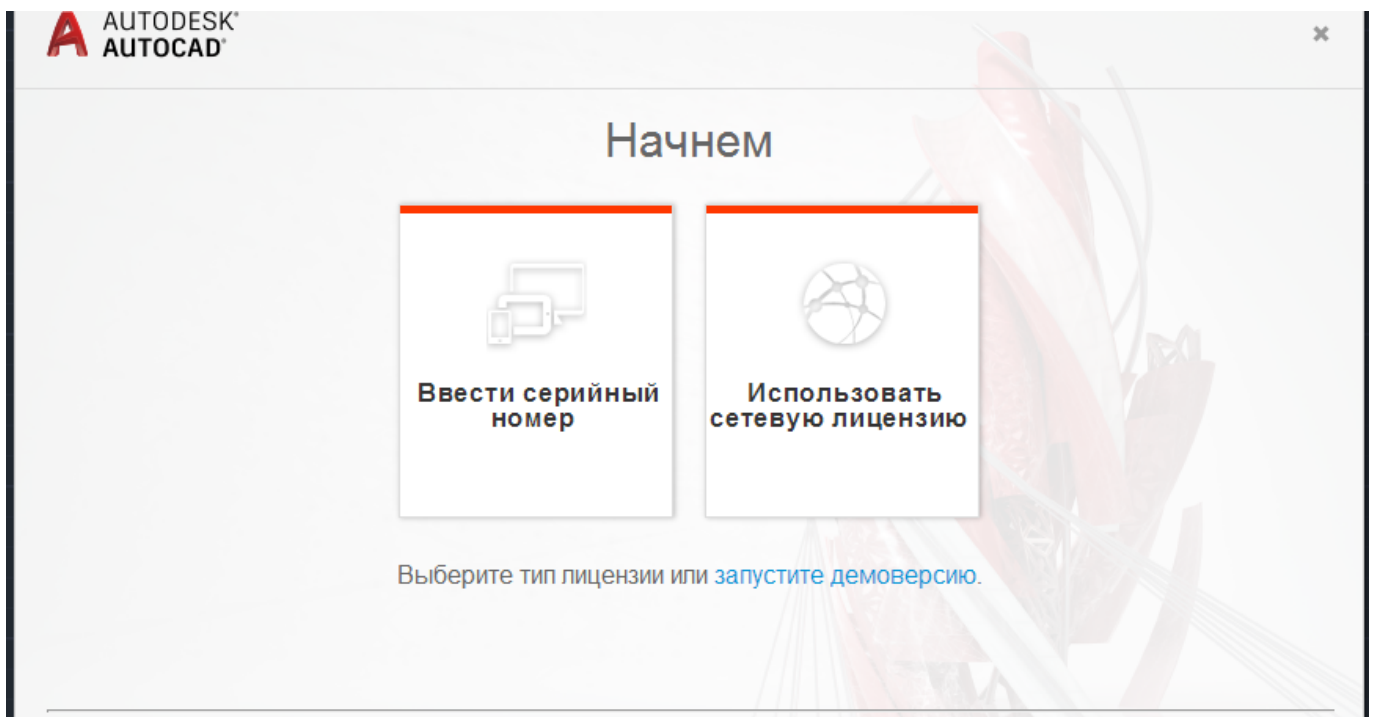 AUTODESK®
AUTOCAD®
Начнем
Ввести серийный
номер
Использовать
сетевую лицензию
Выберите тип лицензии или запустите демоверсию.